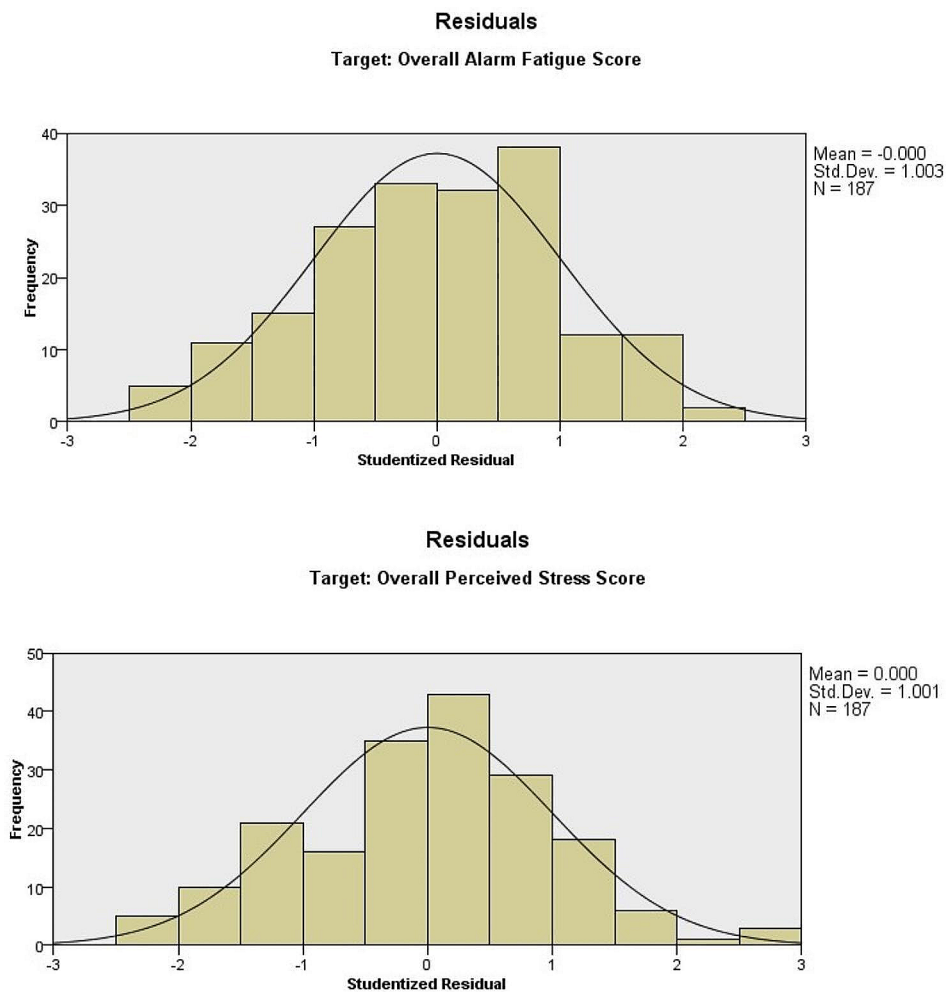 Residuals
Target: Overall Alarm Fatigue Score
40
30
20
10
0
Frequency
-3
-2
-1
0
1
2
3
Studentized Residual
Mean = -0.000
Std.Dev. = 1.003
N = 187
Residuals
Target: Overall Perceived Stress Score
50
40
30
20
10
0
Frequency
-3
-2
-1
0
1
2
3
Studentized Residual
Mean = 0.000
Std.Dev. = 1.001
N = 187